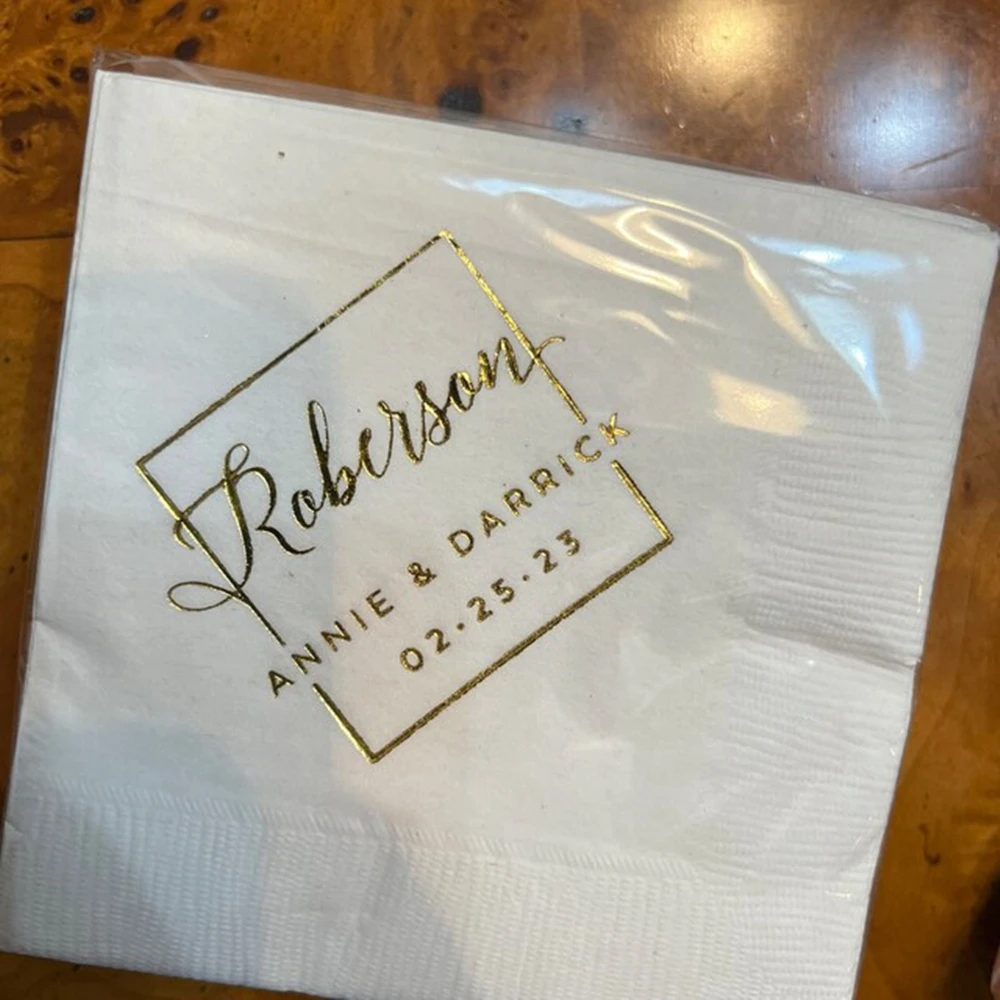 Roberson
ANNIE & DARRICK
02·25·23